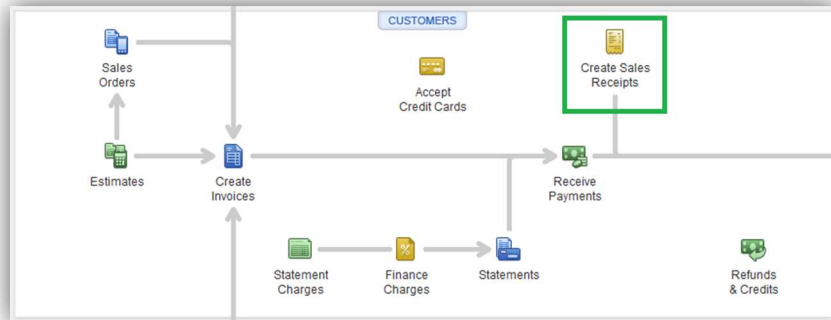 CUSTOMERS
Sales
Orders
Accept
Credit Cards
Create Sales
Receipts
Estimates
Create
Invoices
Receive
Payments
Statement
Charges
Finance
Charges
Statements
Refunds
& Credits